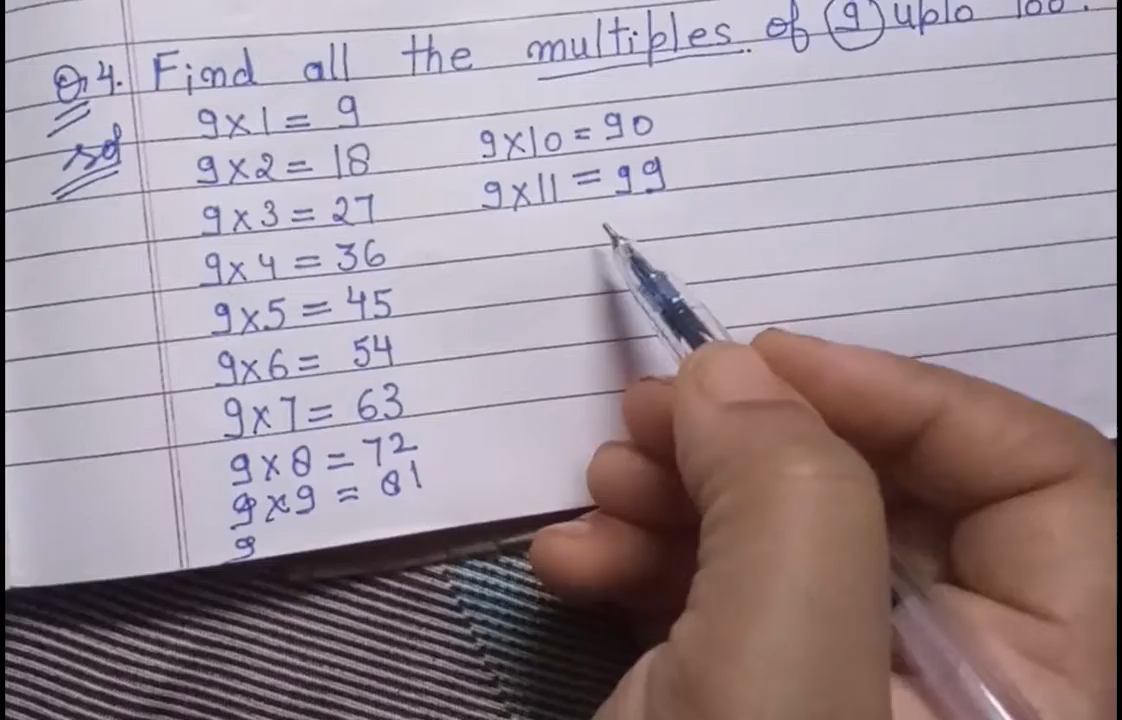 Q.4. Find all the multiples of 9 upto 100.
sol
9x1 = 9
9x2 = 18
9x3 = 27
9x4 = 36
9x5 = 45
9x6 = 54
9x7 = 63
9x8 = 72
9x9 = 81
9
9x10 = 90
9x11 = 99